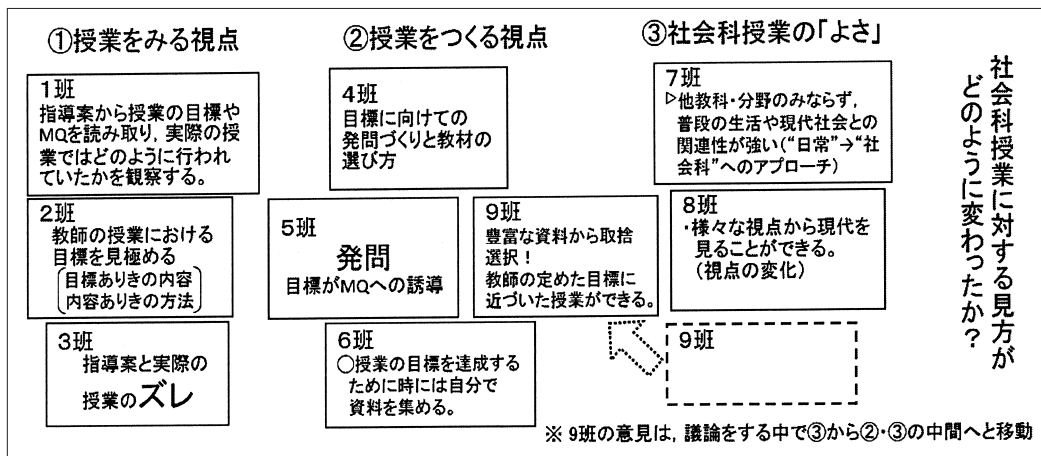 ①授業をみる視点
1班
指導案から授業の目標や
MQを読み取り，実際の授
業ではどのように行われ
ていたかを観察する。
2班
教師の授業における
目標を見極める
目標ありきの内容
内容ありきの方法
3班
指導案と実際の
授業のズレ
②授業をつくる視点
4班
目標に向けての
発問づくりと教材の
選び方
5班
発問
目標がMQへの誘導
9班
豊富な資料から取捨
選択！
教師の定めた目標に
近づいた授業ができる。
6班
○授業の目標を達成する
ために時には自分で
資料を集める。
③社会科授業の「よさ」
7班
▷他教科・分野のみならず，
普段の生活や現代社会との
関連性が強い（“日常”→“社
会科”へのアプローチ）
8班
・様々な視点から現代を
見ることができる。
（視点の変化）
9班
社会科授業に対する見方が
どのように変わったか？
※ 9班の意見は，議論をする中で③から②・③の中間へと移動